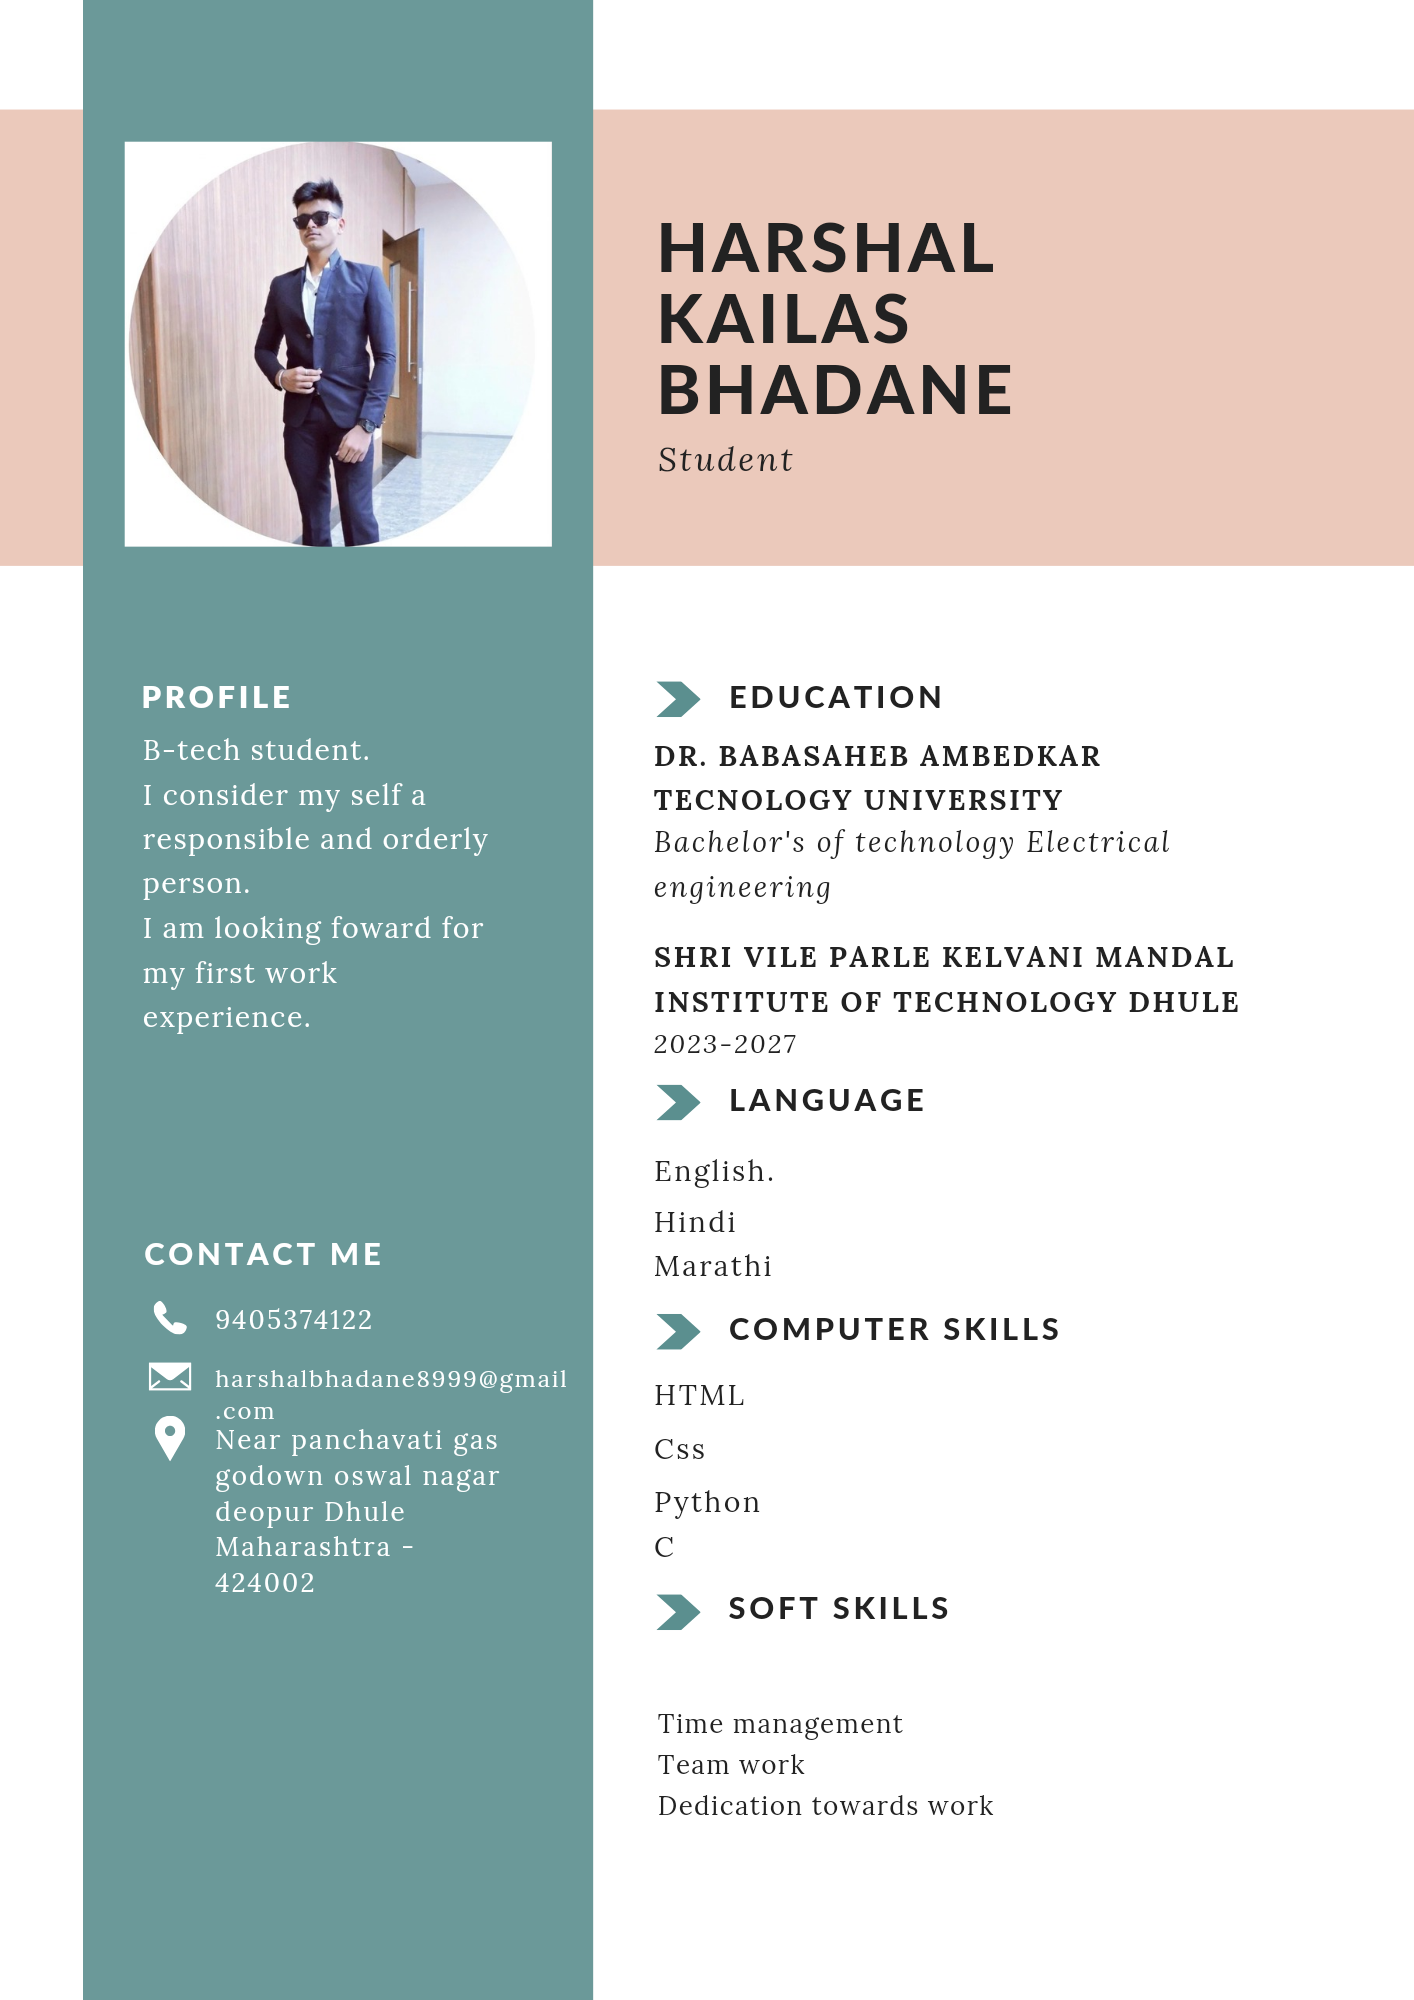 HARSHAL
KAILAS
BHADANE
Student
PROFILE
B-tech student.
I consider my self a
responsible and orderly
person.
I am looking foward for
my first work
experience.
CONTACT ME
9405374122
harshalbhadane8999@gmail
.com
Near panchavati gas
godown oswal nagar
deopur Dhule
Maharashtra -
424002
EDUCATION
DR. BABASAHEB AMBEDKAR
TECNOLOGY UNIVERSITY
Bachelor's of technology Electrical
engineering
SHRI VILE PARLE KELVANI MANDAL
INSTITUTE OF TECHNOLOGY DHULE
2023-2027
LANGUAGE
English.
Hindi
Marathi
COMPUTER SKILLS
HTML
Css
Python
C
SOFT SKILLS
Time management
Team work
Dedication towards work